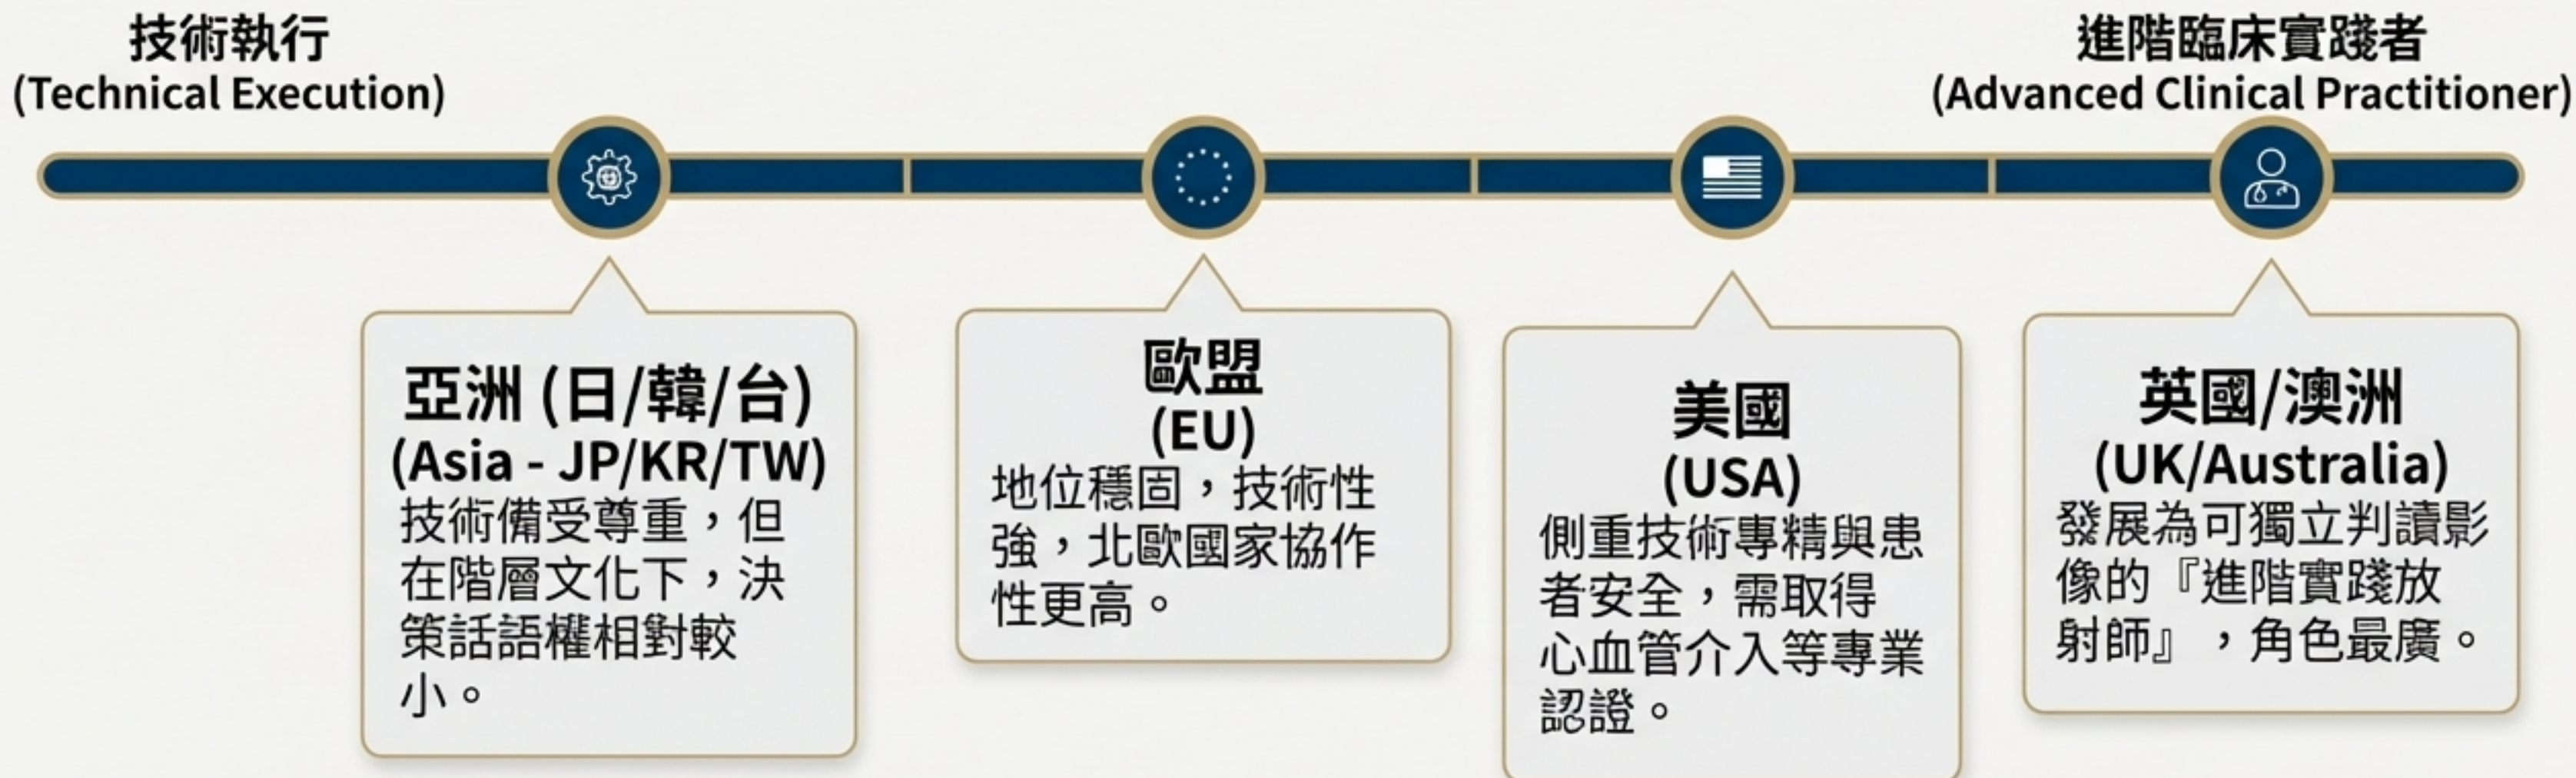 技術執行
(Technical Execution)
進階臨床實踐者
(Advanced Clinical Practitioner)
亞洲 (日/韓/台)
(Asia - JP/KR/TW)
技術備受尊重，但
在階層文化下，決
策話語權相對較
小。
歐盟
(EU)
地位穩固，技術性
強，北歐國家協作
性更高。
美國
(USA)
側重技術專精與患
者安全，需取得
心血管介入等專業
認證。
英國/澳洲
(UK/Australia)
發展為可獨立判讀影
像的『進階實踐放
射師』，角色最廣。